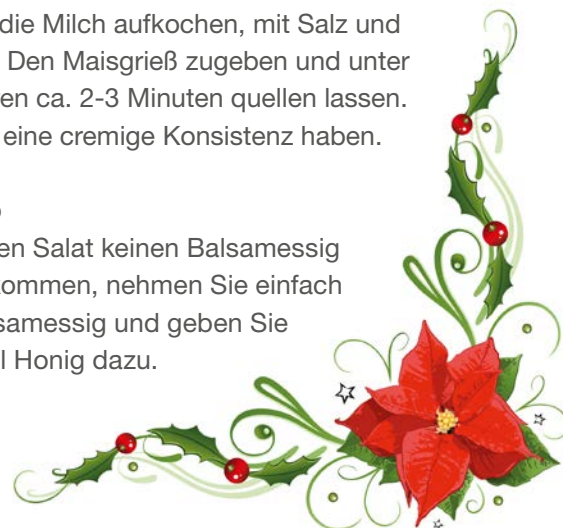 die Milch aufkochen, mit Salz und
Den Maisgrieß zugeben und unter
en ca. 2-3 Minuten quellen lassen.
eine cremige Konsistenz haben.
en Salat keinen Balsamessig
kommen, nehmen Sie einfach
samessig und geben Sie
l Honig dazu.